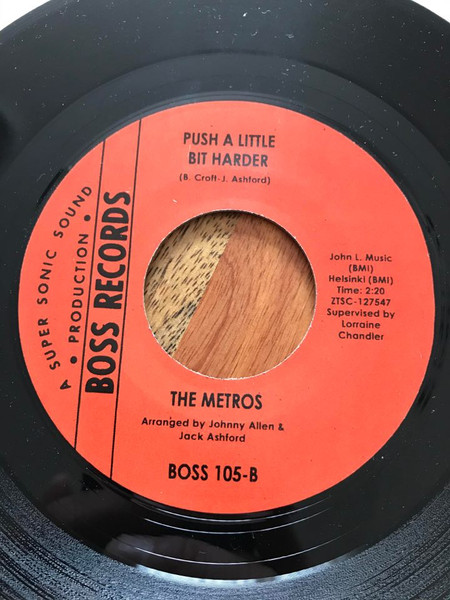 PUSH A LITTLE
BIT HARDER
(B. Croft-J. Ashford)
A SUPER SONIC SOUND
• PRODUCTION •
BOSS RECORDS
John L. Music
(BMI)
Helsinki (BMI)
Time: 2:20
ZTSC-127547
Supervised by
Lorraine
Chandler
THE METROS
Arranged by Johnny Allen &
Jack Ashford
BOSS 105-B